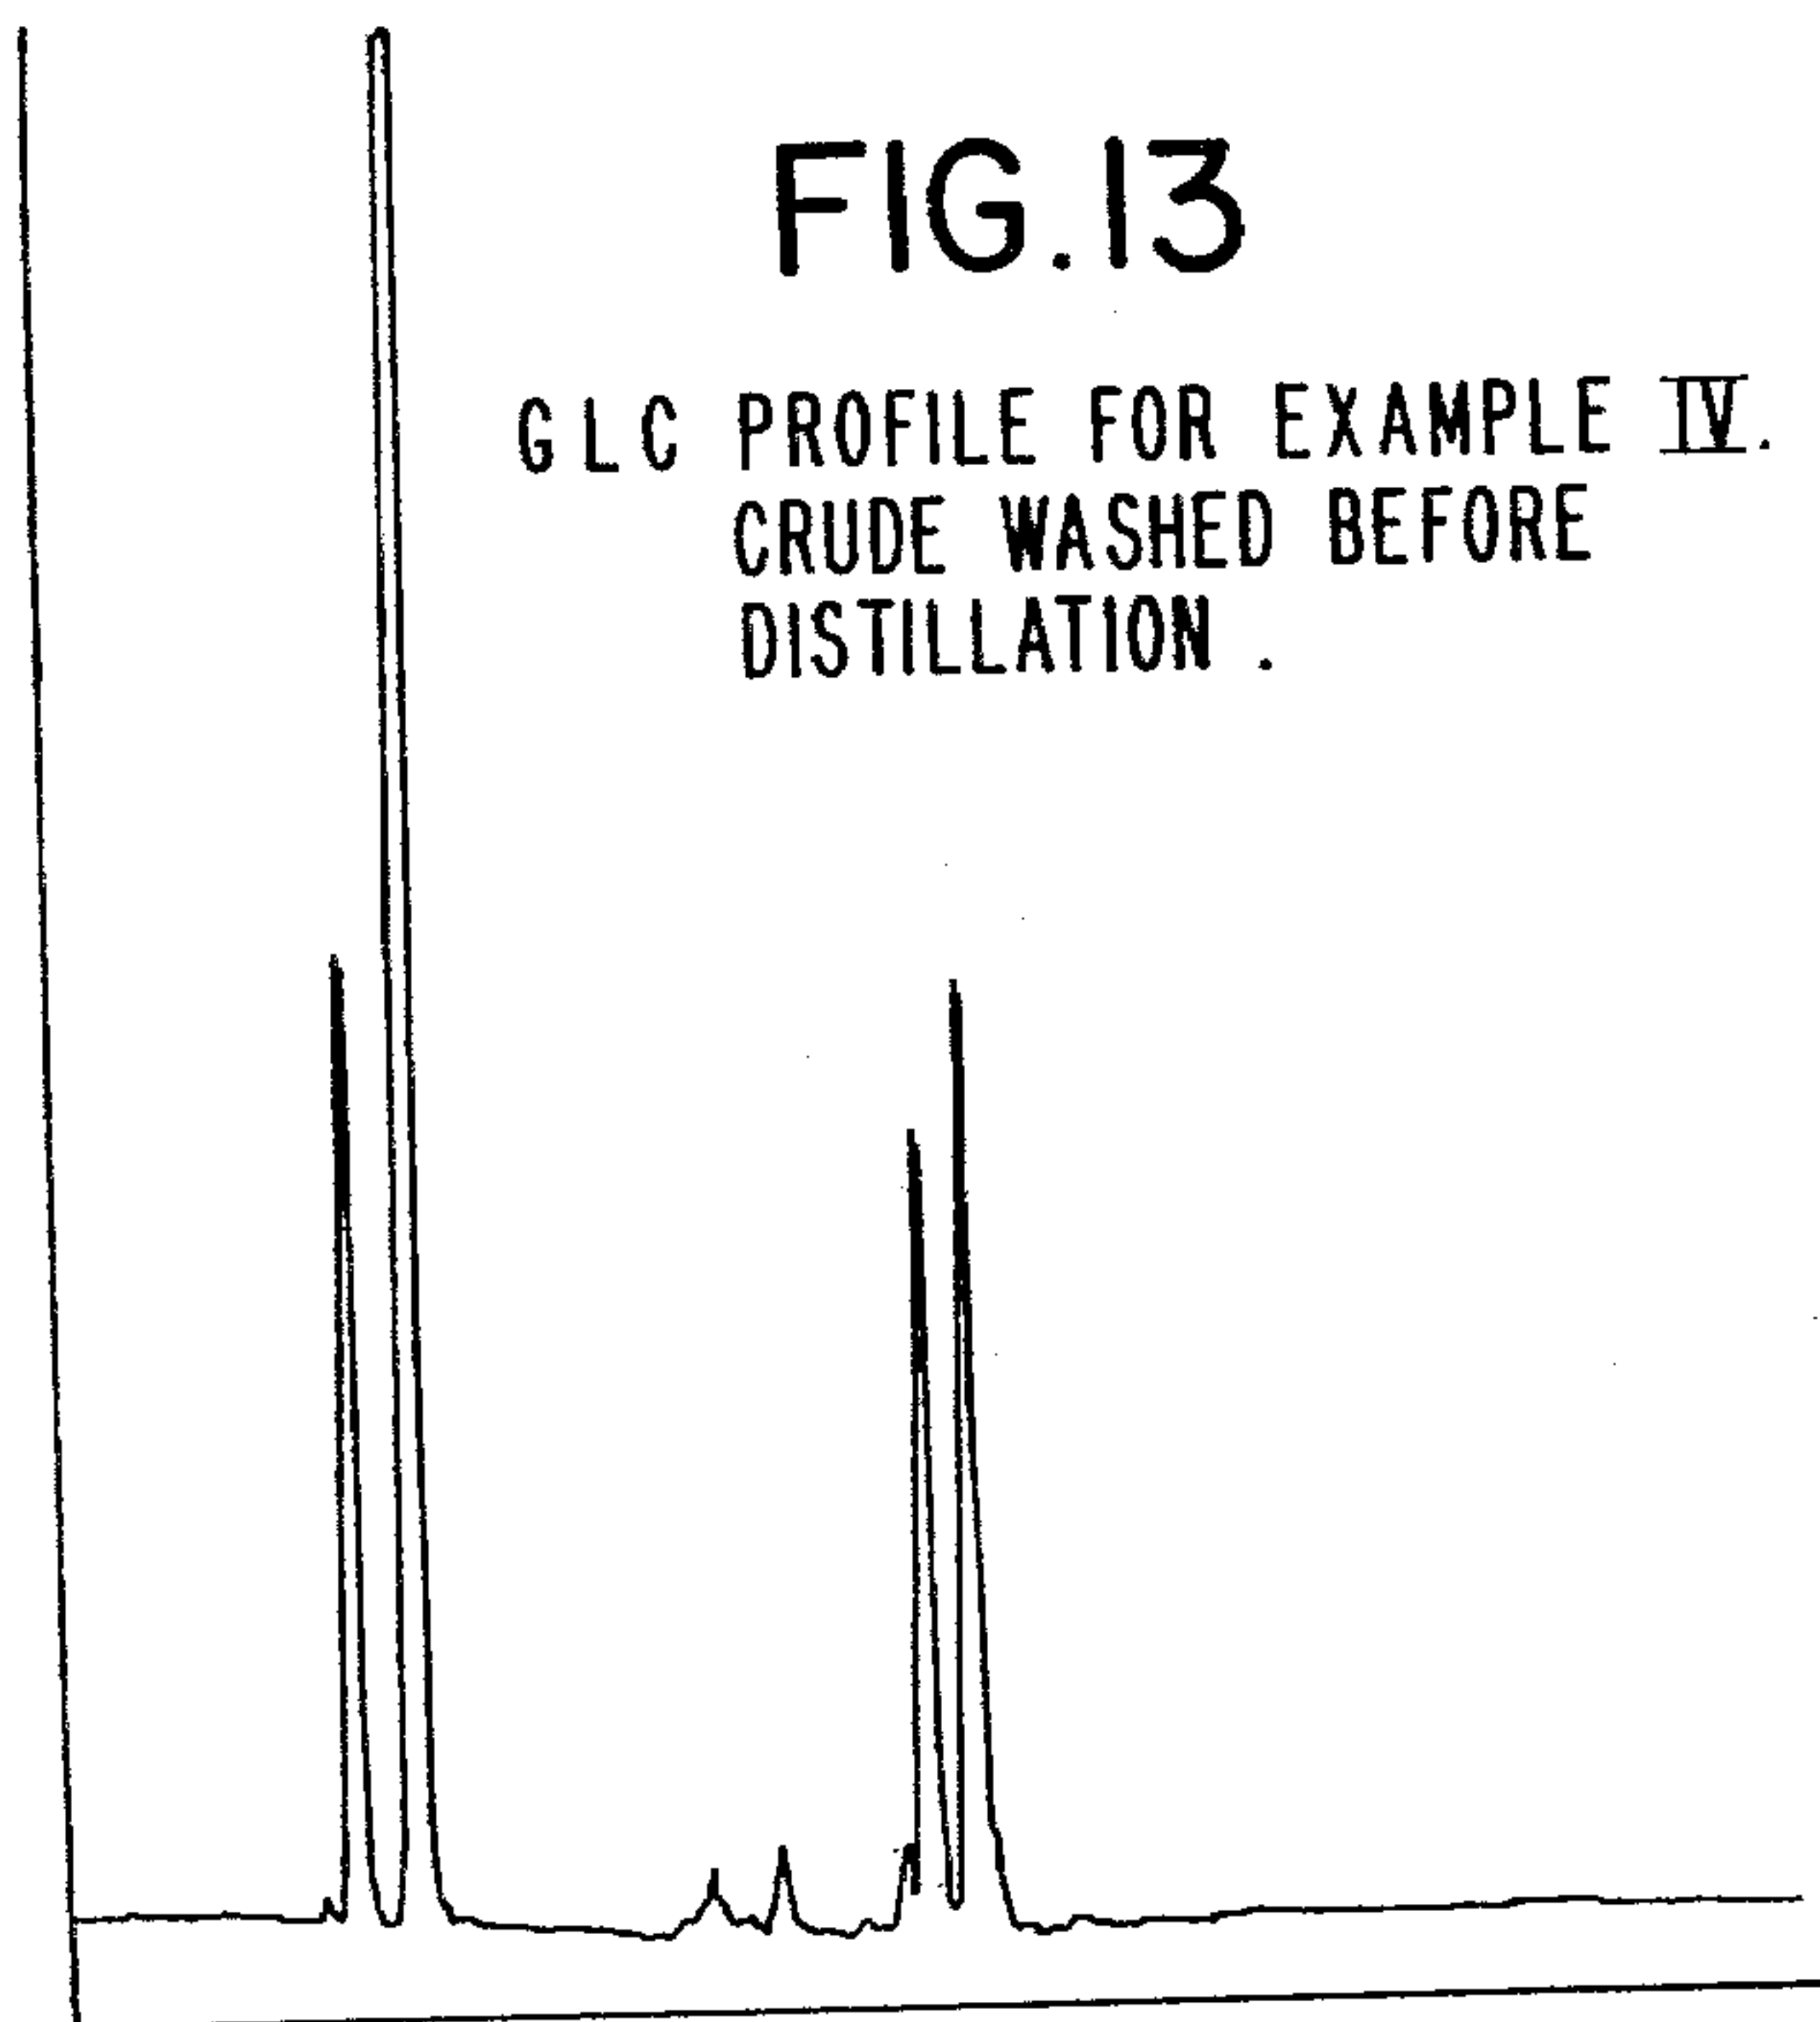 FIG.13
GLC PROFILE FOR EXAMPLE IV.
CRUDE WASHED BEFORE
DISTILLATION .